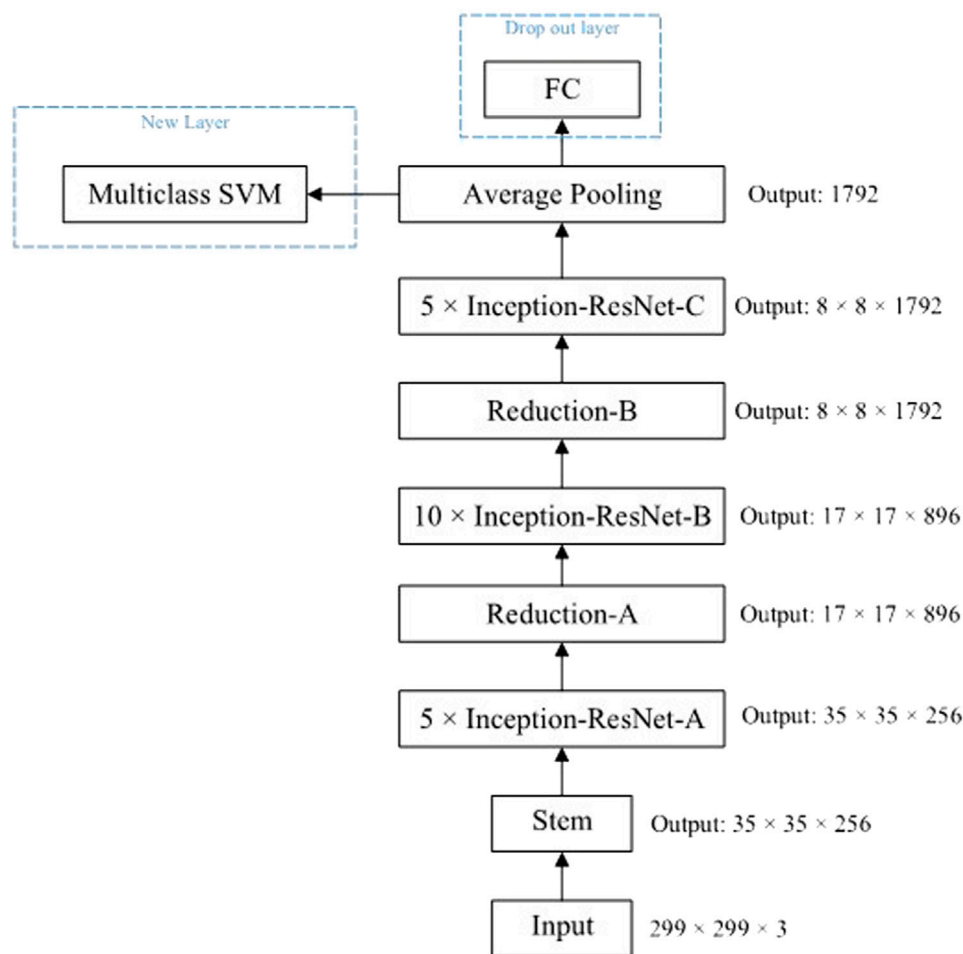 Drop out layer
FC
New Layer
Multiclass SVM
Average Pooling
Output: 1792
5 × Inception-ResNet-C
Output: 8 × 8 × 1792
Reduction-B
Output: 8 × 8 × 1792
10 × Inception-ResNet-B
Output: 17 × 17 × 896
Reduction-A
Output: 17 × 17 × 896
5 × Inception-ResNet-A
Output: 35 × 35 × 256
Stem
Output: 35 × 35 × 256
Input
299 × 299 × 3